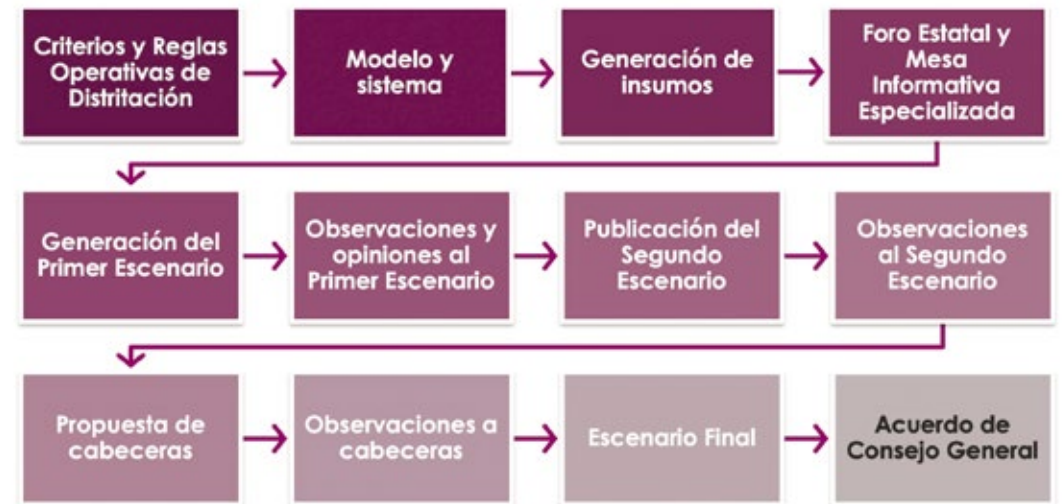 Criterios y Reglas
Operativas de
Distritación
Modelo y
sistema
Generación de
insumos
Foro Estatal y
Mesa
Informativa
Especializada
Generación del
Primer Escenario
Observaciones y
opiniones al
Primer Escenario
Publicación del
Segundo
Escenario
Observaciones
al Segundo
Escenario
Propuesta de
cabeceras
Observaciones a
cabeceras
Escenario Final
Acuerdo de
Consejo General